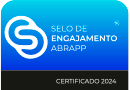 SELO DE
ENGAJAMENTO
ABRAPP
CERTIFICADO 2024